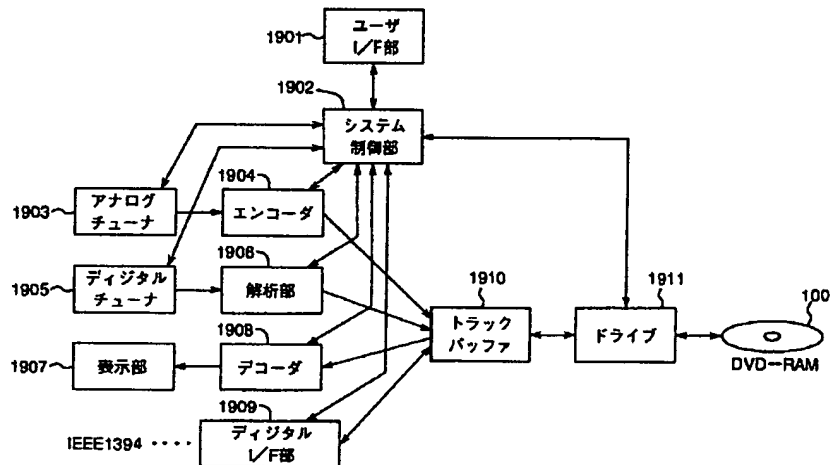 1901
ユーザ
I/F部
1902
システム
制御部
1903
アナログ
チューナ
1904
エンコーダ
1905
ディジタル
チューナ
1906
解析部
1907
表示部
1908
デコーダ
1909
ディジタル
I/F部
IEEE1394 ・・・・
1910
トラック
バッファ
1911
ドライブ
100
DVD-RAM